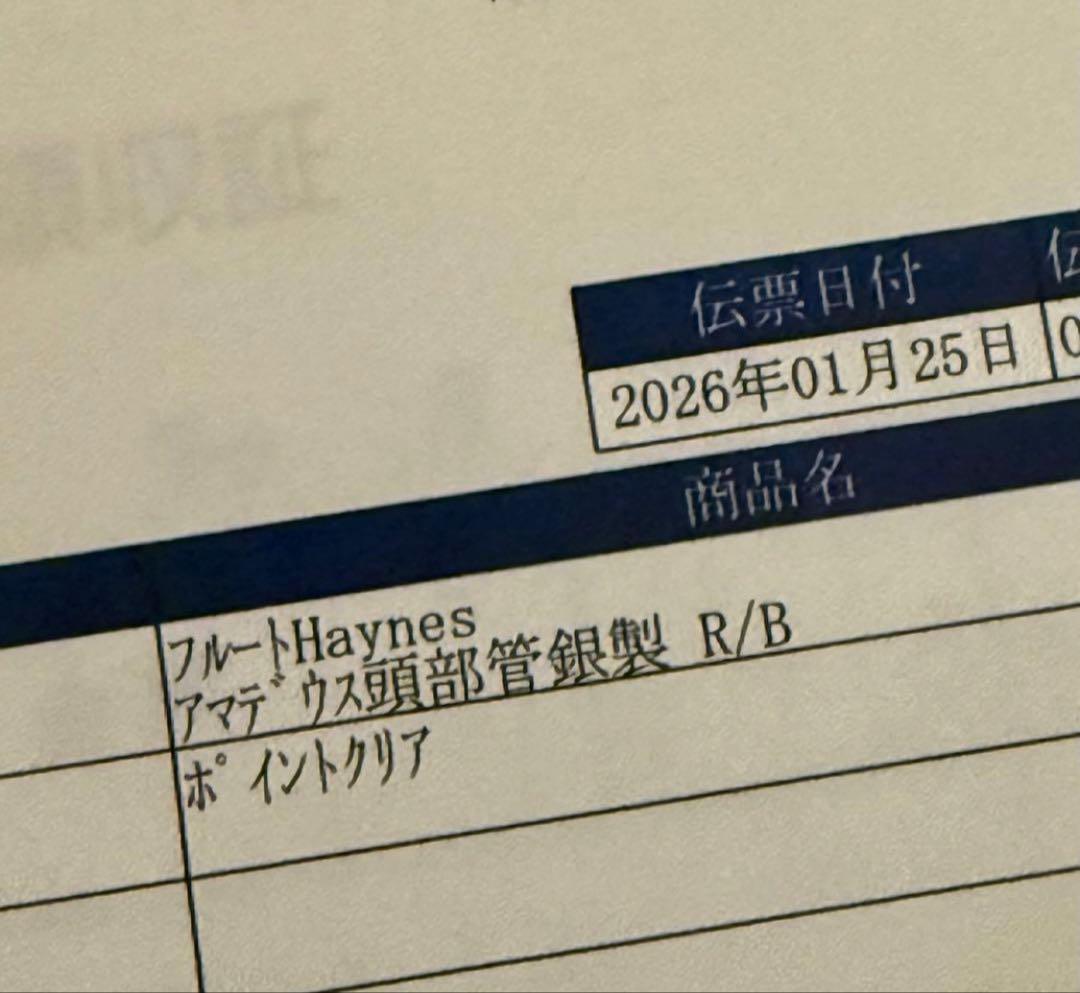 伝票日付
2026年01月25日
商品名
フルートHaynes
アマデウス頭部管銀製 R/B
ポイントクリア